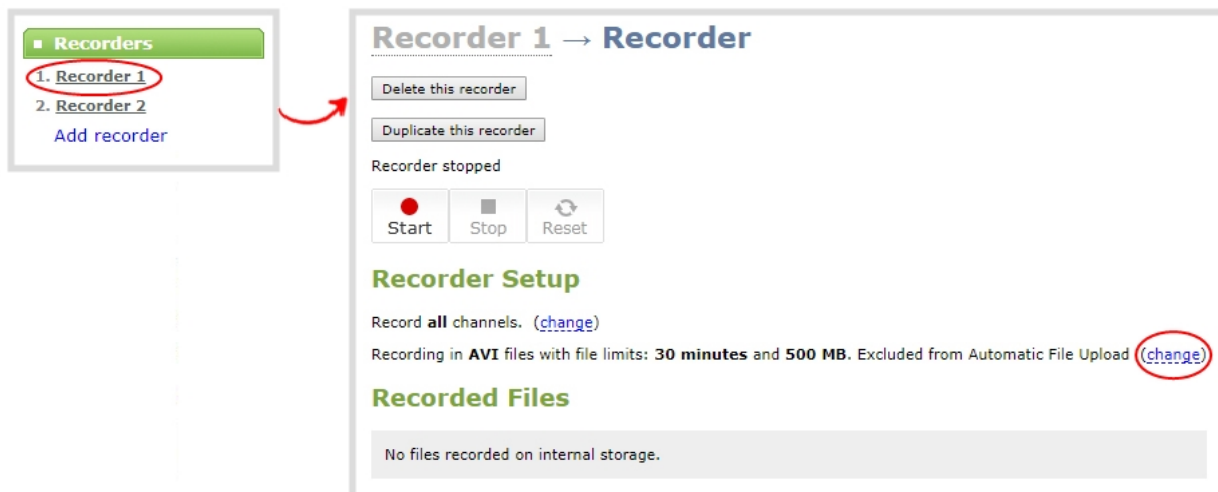 Recorders
1. Recorder 1
2. Recorder 2
Add recorder
Recorder 1 → Recorder
Delete this recorder
Duplicate this recorder
Recorder stopped
Start Stop Reset
Recorder Setup
Record all channels. (change)
Recording in AVI files with file limits: 30 minutes and 500 MB. Excluded from Automatic File Upload (change)
Recorded Files
No files recorded on internal storage.